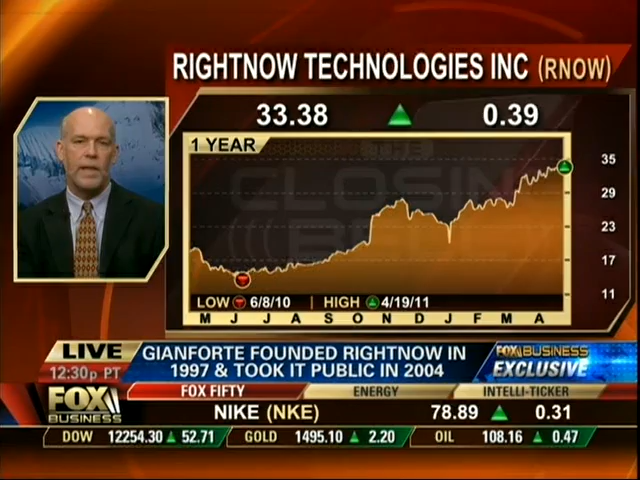 RIGHTNOW TECHNOLOGIES INC (RNOW)
33.38 0.39
1 YEAR
THE
CLOSING
BELL
35
29
23
17
11
LOW 6/8/10 | HIGH 4/19/11
M J J A S O N D J F M A
LIVE
12:30p PT
GIANFORTE FOUNDED RIGHTNOW IN
1997 & TOOK IT PUBLIC IN 2004
FOX BUSINESS
EXCLUSIVE
FOX FIFTY ENERGY INTELLI-TICKER
FOX
BUSINESS
NIKE (NKE) 78.89 0.31
DOW 12254.30 52.71 GOLD 1495.10 2.20 OIL 108.16 0.47